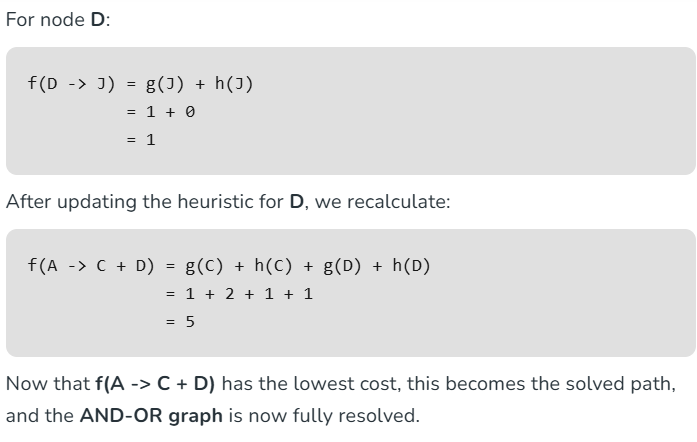 For node D:
f(D -> J) = g(J) + h(J)
= 1 + 0
= 1
After updating the heuristic for D, we recalculate:
f(A -> C + D) = g(C) + h(C) + g(D) + h(D)
= 1 + 2 + 1 + 1
= 5
Now that f(A -> C + D) has the lowest cost, this becomes the solved path,
and the AND-OR graph is now fully resolved.